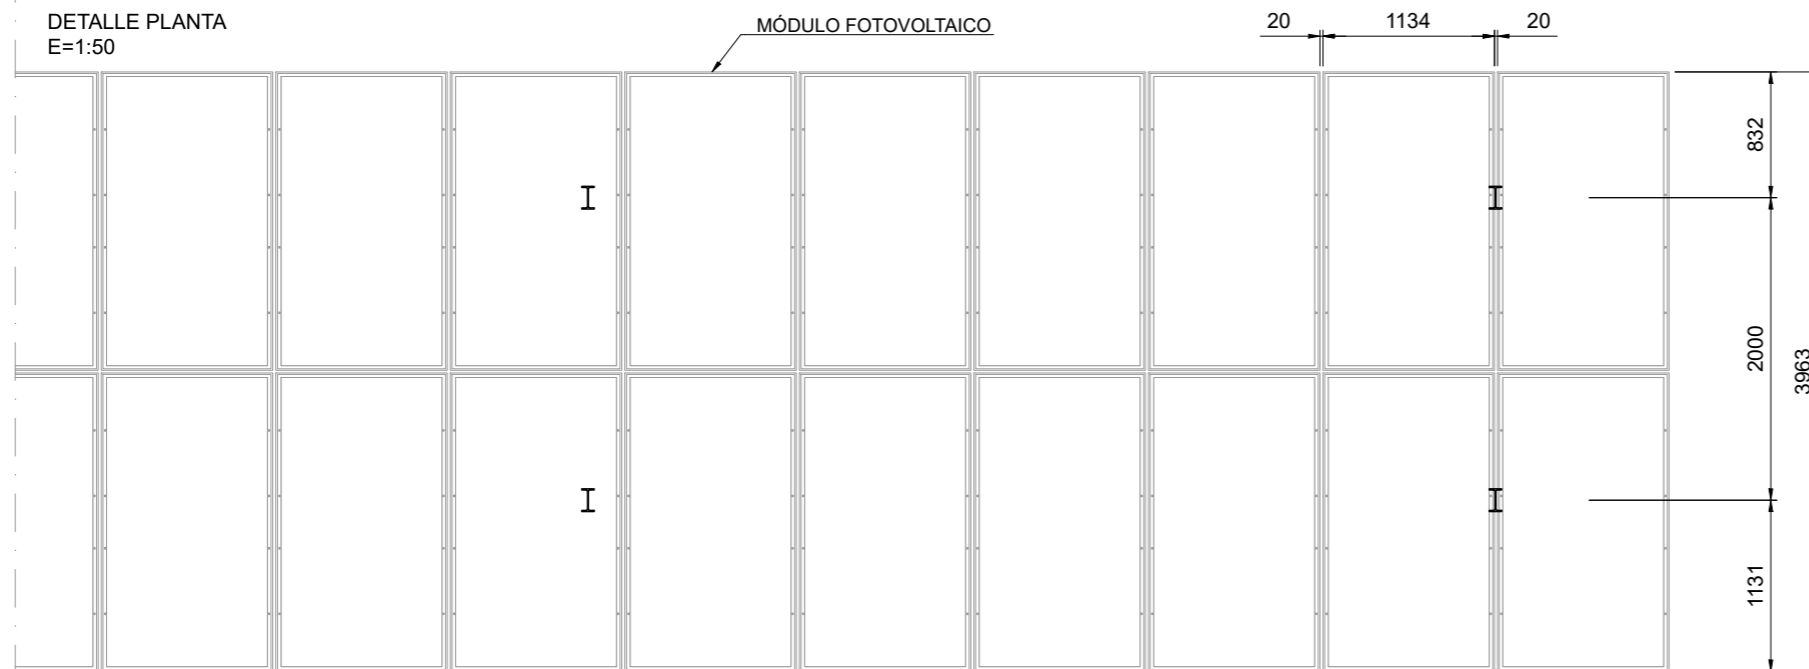 DETALLE PLANTA
E=1:50
MÓDULO FOTOVOLTAICO
20
1134
20
832
2000
3963
1131